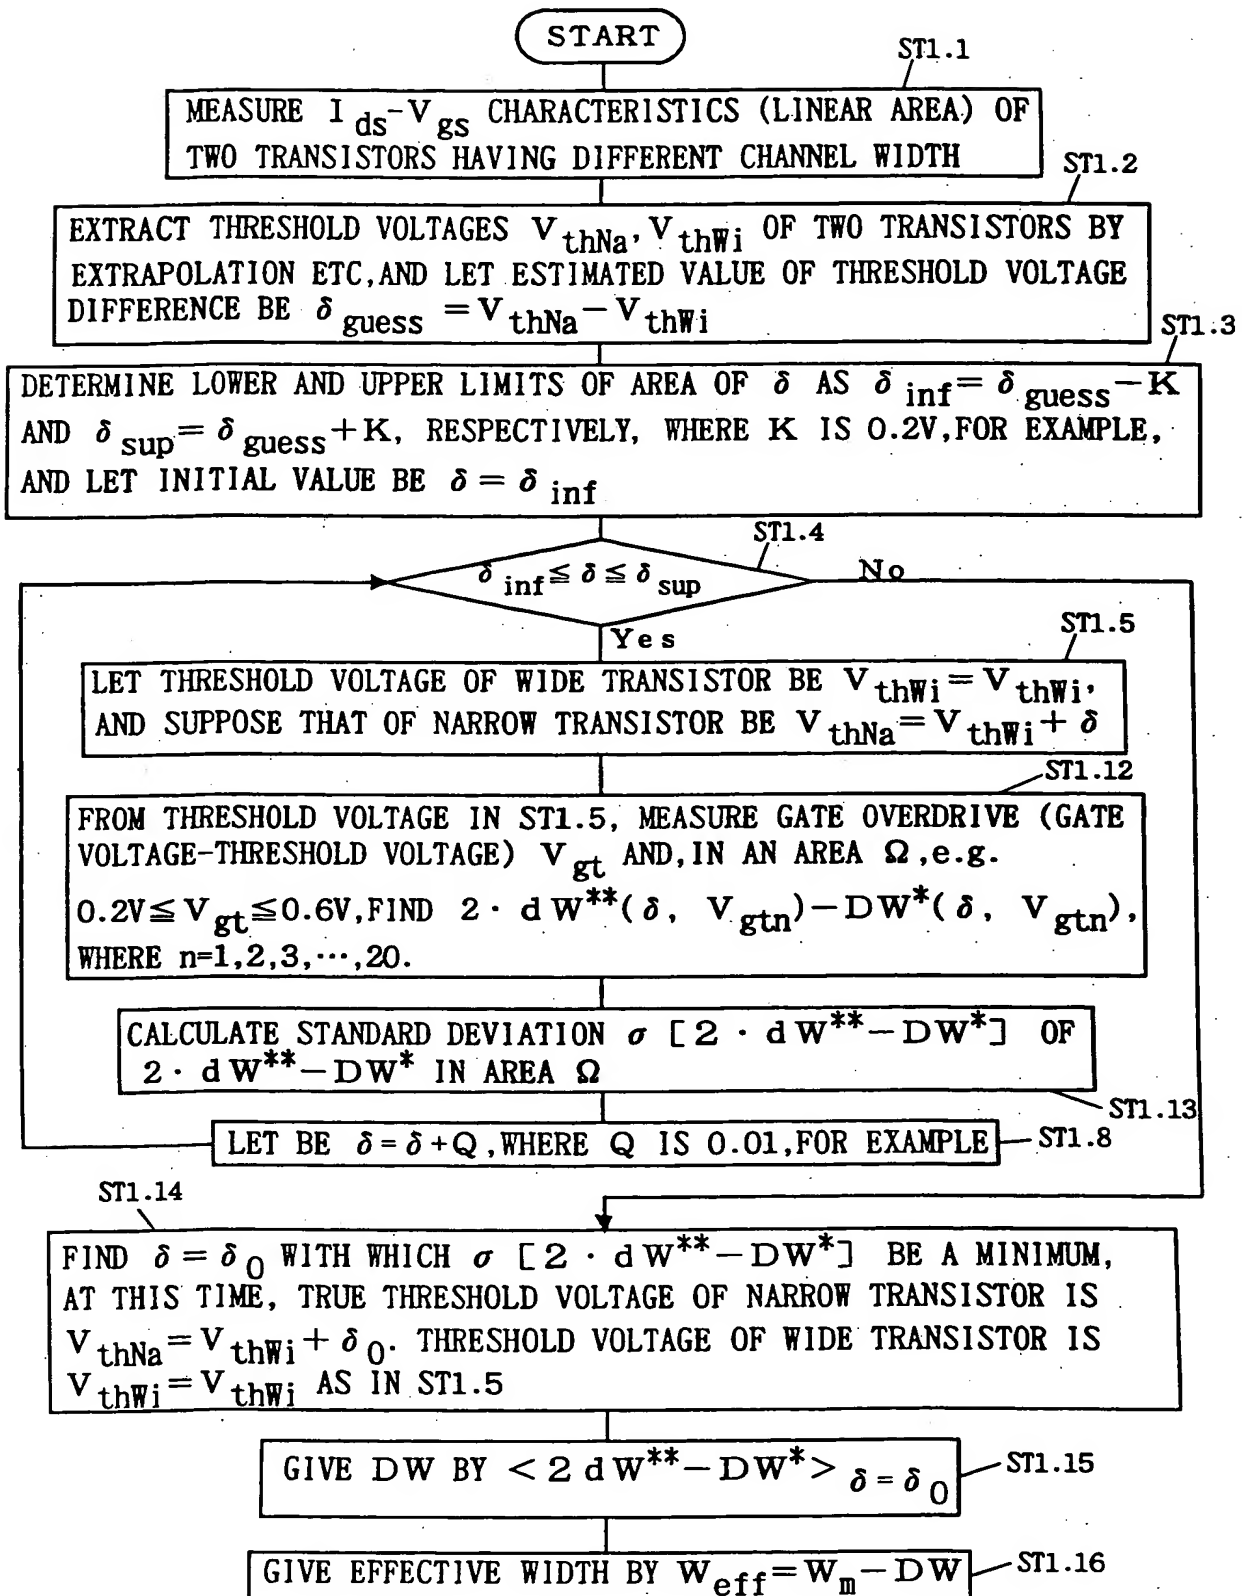 START
ST1.1
MEASURE I ds-V gs CHARACTERISTICS (LINEAR AREA) OF
TWO TRANSISTORS HAVING DIFFERENT CHANNEL WIDTH
ST1.2
EXTRACT THRESHOLD VOLTAGES V thNa, V thWi OF TWO TRANSISTORS BY
EXTRAPOLATION ETC,AND LET ESTIMATED VALUE OF THRESHOLD VOLTAGE
DIFFERENCE BE δ guess = V thNa - V thWi
ST1.3
DETERMINE LOWER AND UPPER LIMITS OF AREA OF δ AS δ inf = δ guess - K
AND δ sup = δ guess + K, RESPECTIVELY, WHERE K IS 0.2V,FOR EXAMPLE,
AND LET INITIAL VALUE BE δ = δ inf
ST1.4
δ inf ≦ δ ≦ δ sup
No
Yes
ST1.5
LET THRESHOLD VOLTAGE OF WIDE TRANSISTOR BE V thWi = V thWi,
AND SUPPOSE THAT OF NARROW TRANSISTOR BE V thNa = V thWi + δ
ST1.12
FROM THRESHOLD VOLTAGE IN ST1.5, MEASURE GATE OVERDRIVE (GATE
VOLTAGE-THRESHOLD VOLTAGE) V gt AND,IN AN AREA Ω,e.g.
0.2V ≦ V gt ≦ 0.6V,FIND 2 · dW**(δ, V gtn) - DW*(δ, V gtn),
WHERE n=1,2,3,⋯,20.
CALCULATE STANDARD DEVIATION σ [2 · dW** - DW*] OF
2 · dW** - DW* IN AREA Ω
ST1.13
LET BE δ = δ + Q,WHERE Q IS 0.01,FOR EXAMPLE
ST1.8
ST1.14
FIND δ = δ 0 WITH WHICH σ [2 · dW** - DW*] BE A MINIMUM,
AT THIS TIME, TRUE THRESHOLD VOLTAGE OF NARROW TRANSISTOR IS
V thNa = V thWi + δ 0. THRESHOLD VOLTAGE OF WIDE TRANSISTOR IS
V thWi = V thWi AS IN ST1.5
GIVE DW BY < 2 dW** - DW* > δ = δ 0
ST1.15
GIVE EFFECTIVE WIDTH BY W eff = W m - DW
ST1.16